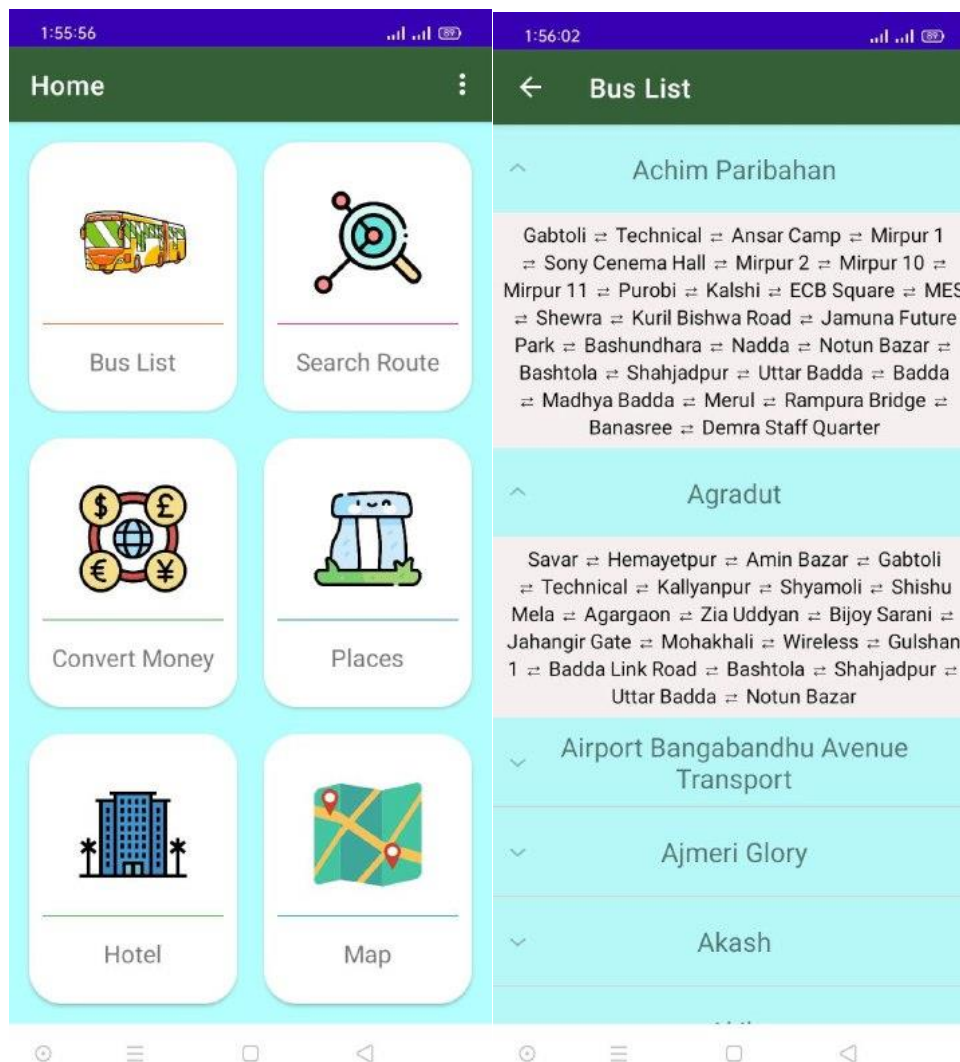 1:55:56
89
Home
Bus List
Search Route
$ £
€ ¥
Convert Money
Places
Hotel
Map
1:56:02
89
Bus List
Achim Paribahan
Gabtoli ⇌ Technical ⇌ Ansar Camp ⇌ Mirpur 1
⇌ Sony Cenema Hall ⇌ Mirpur 2 ⇌ Mirpur 10 ⇌
Mirpur 11 ⇌ Purobi ⇌ Kalshi ⇌ ECB Square ⇌ MES
⇌ Shewra ⇌ Kuril Bishwa Road ⇌ Jamuna Future
Park ⇌ Bashundhara ⇌ Nadda ⇌ Notun Bazar ⇌
Bashtola ⇌ Shahjadpur ⇌ Uttar Badda ⇌ Badda
⇌ Madhya Badda ⇌ Merul ⇌ Rampura Bridge ⇌
Banasree ⇌ Demra Staff Quarter
Agradut
Savar ⇌ Hemayetpur ⇌ Amin Bazar ⇌ Gabtoli
⇌ Technical ⇌ Kallyanpur ⇌ Shyamoli ⇌ Shishu
Mela ⇌ Agargaon ⇌ Zia Uddyan ⇌ Bijoy Sarani ⇌
Jahangir Gate ⇌ Mohakhali ⇌ Wireless ⇌ Gulshan
1 ⇌ Badda Link Road ⇌ Bashtola ⇌ Shahjadpur ⇌
Uttar Badda ⇌ Notun Bazar
Airport Bangabandhu Avenue
Transport
Ajmeri Glory
Akash